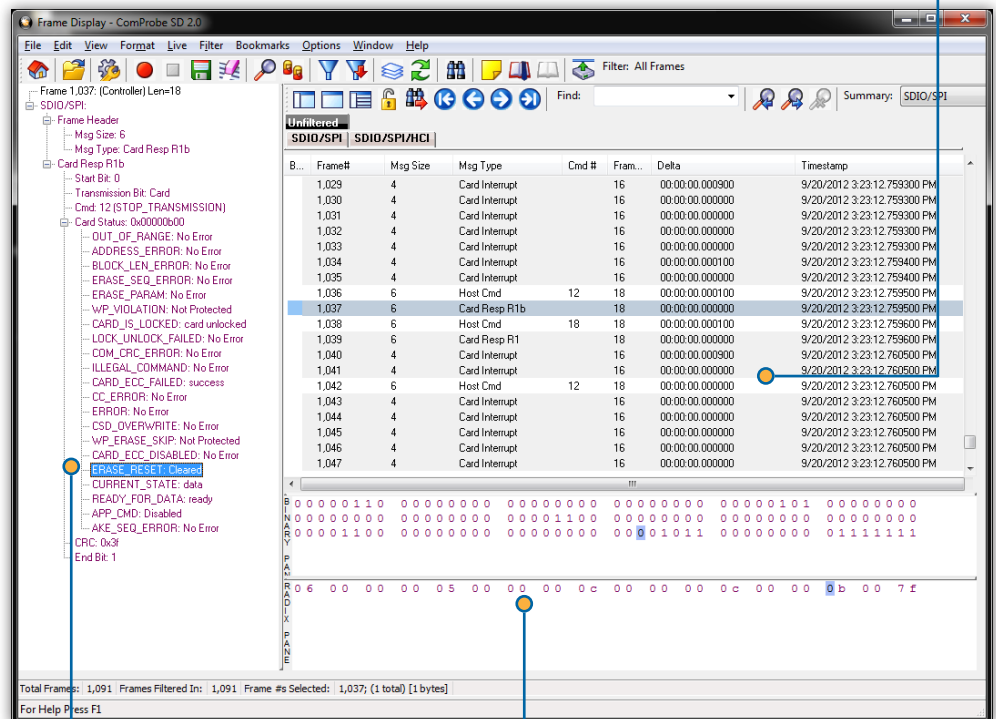 Frame Display - ComProbe SD 2.0
File Edit View Format Live Filter Bookmarks Options Window Help
Filter: All Frames
Frame 1,037: (Controller) Len=18
SDIO/SPI:
Frame Header
Msg Size: 6
Msg Type: Card Resp R1b
Card Resp R1b
Start Bit: 0
Transmission Bit: Card
Cmd: 12 (STOP_TRANSMISSION)
Card Status: 0x00000b00
OUT_OF_RANGE: No Error
ADDRESS_ERROR: No Error
BLOCK_LEN_ERROR: No Error
ERASE_SEQ_ERROR: No Error
ERASE_PARAM: No Error
WP_VIOLATION: Not Protected
CARD_IS_LOCKED: card unlocked
LOCK_UNLOCK_FAILED: No Error
COM_CRC_ERROR: No Error
ILLEGAL_COMMAND: No Error
CARD_ECC_FAILED: success
CC_ERROR: No Error
ERROR: No Error
CSD_OVERWRITE: No Error
WP_ERASE_SKIP: Not Protected
CARD_ECC_DISABLED: No Error
ERASE_RESET: Cleared
CURRENT_STATE: data
READY_FOR_DATA: ready
APP_CMD: Disabled
AKE_SEQ_ERROR: No Error
CRC: 0x3f
End Bit: 1
Find:
Summary: SDIO/SPI
Unfiltered
SDIO/SPI SDIO/SPI/HCI
B... Frame# Msg Size Msg Type Cmd # Fram... Delta Timestamp
1,029 4 Card Interrupt 16 00:00:00.000900 9/20/2012 3:23:12.759300 PM
1,030 4 Card Interrupt 16 00:00:00.000000 9/20/2012 3:23:12.759300 PM
1,031 4 Card Interrupt 16 00:00:00.000000 9/20/2012 3:23:12.759300 PM
1,032 4 Card Interrupt 16 00:00:00.000000 9/20/2012 3:23:12.759300 PM
1,033 4 Card Interrupt 16 00:00:00.000000 9/20/2012 3:23:12.759300 PM
1,034 4 Card Interrupt 16 00:00:00.000100 9/20/2012 3:23:12.759400 PM
1,035 4 Card Interrupt 16 00:00:00.000000 9/20/2012 3:23:12.759400 PM
1,036 6 Host Cmd 12 18 00:00:00.000100 9/20/2012 3:23:12.759500 PM
1,037 6 Card Resp R1b 18 00:00:00.000000 9/20/2012 3:23:12.759500 PM
1,038 6 Host Cmd 18 18 00:00:00.000100 9/20/2012 3:23:12.759600 PM
1,039 6 Card Resp R1 18 00:00:00.000000 9/20/2012 3:23:12.759600 PM
1,040 4 Card Interrupt 16 00:00:00.000900 9/20/2012 3:23:12.760500 PM
1,041 4 Card Interrupt 16 00:00:00.000000 9/20/2012 3:23:12.760500 PM
1,042 6 Host Cmd 12 18 00:00:00.000000 9/20/2012 3:23:12.760500 PM
1,043 4 Card Interrupt 16 00:00:00.000000 9/20/2012 3:23:12.760500 PM
1,044 4 Card Interrupt 16 00:00:00.000000 9/20/2012 3:23:12.760500 PM
1,045 4 Card Interrupt 16 00:00:00.000000 9/20/2012 3:23:12.760500 PM
1,046 4 Card Interrupt 16 00:00:00.000000 9/20/2012 3:23:12.760500 PM
1,047 4 Card Interrupt 16 00:00:00.000000 9/20/2012 3:23:12.760500 PM
BINARY PAN
00000110 00000000 00000000 00000000 00000101 00000000
00000000 00000000 00001100 00000000 00000000 00000000
00001100 00000000 00000000 00001011 00000000 01111111
RADIX PANE
06 00 00 05 00 00 00 0c 00 00 00 0c 00 00 0b 00 7f
Total Frames: 1,091 Frames Filtered In: 1,091 Frame #s Selected: 1,037; (1 total) [1 bytes]
For Help Press F1